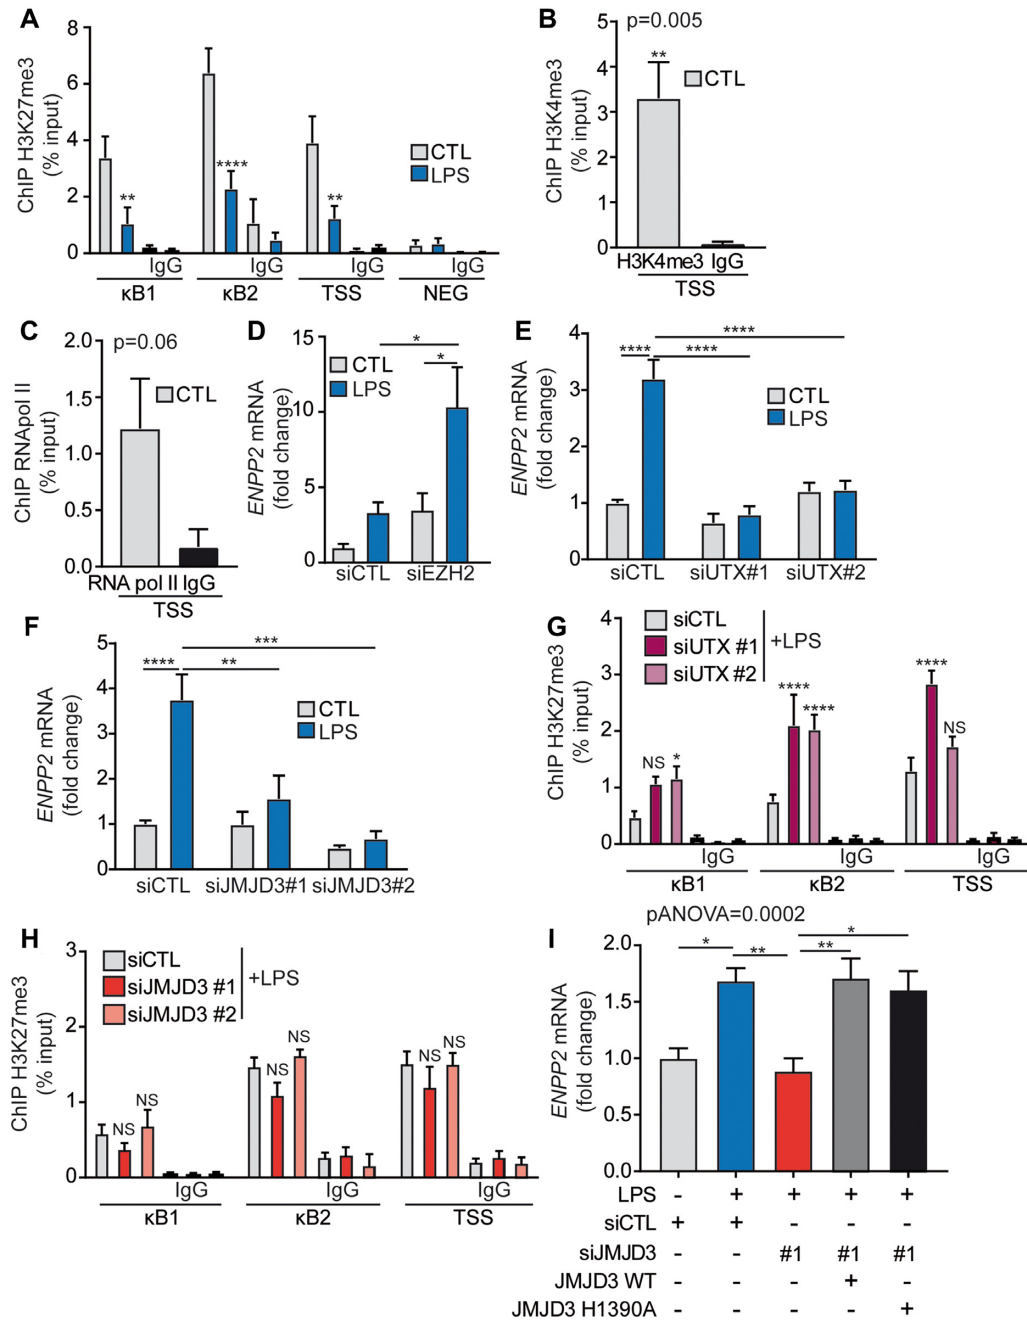 A
ChIP H3K27me3
(% input)
8
6
4
2
0
**
****
**
CTL
LPS
IgG
IgG
IgG
IgG
κB1
κB2
TSS
NEG
B
p=0.005
ChIP H3K4me3
(% input)
5
4
3
2
1
0
**
CTL
H3K4me3 IgG
TSS
C
p=0.06
ChIP RNApol II
(% input)
2.0
1.5
1.0
0.5
0.0
CTL
RNA pol II IgG
TSS
D
ENPP2 mRNA
(fold change)
15
10
5
0
CTL
LPS
*
*
siCTL
siEZH2
E
ENPP2 mRNA
(fold change)
4
3
2
1
0
****
****
****
CTL
LPS
siCTL
siUTX#1
siUTX#2
F
ENPP2 mRNA
(fold change)
5
4
3
2
1
0
***
****
**
CTL
LPS
siCTL
siJMJD3#1
siJMJD3#2
G
ChIP H3K27me3
(% input)
4
3
2
1
0
siCTL
siUTX #1
siUTX #2
+LPS
NS
*
****
****
****
NS
IgG
IgG
IgG
κB1
κB2
TSS
H
ChIP H3K27me3
(% input)
3
2
1
0
siCTL
siJMJD3 #1
siJMJD3 #2
+LPS
NS
NS
NS
NS
NS
NS
IgG
IgG
IgG
κB1
κB2
TSS
I
pANOVA=0.0002
ENPP2 mRNA
(fold change)
2.0
1.5
1.0
0.5
0.0
*
**
**
*
LPS - + + + +
siCTL + + - - -
siJMJD3 - - #1 #1 #1
JMJD3 WT - - - + -
JMJD3 H1390A - - - - +